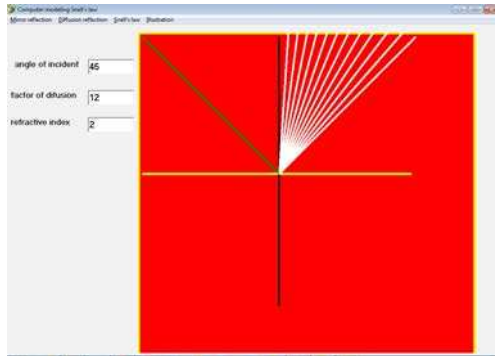 Computer modeling Snell's law
Mirror reflection Diffusion reflection Snell's law Illustration
angle of incident 45
factor of difusion 12
refractive index 2